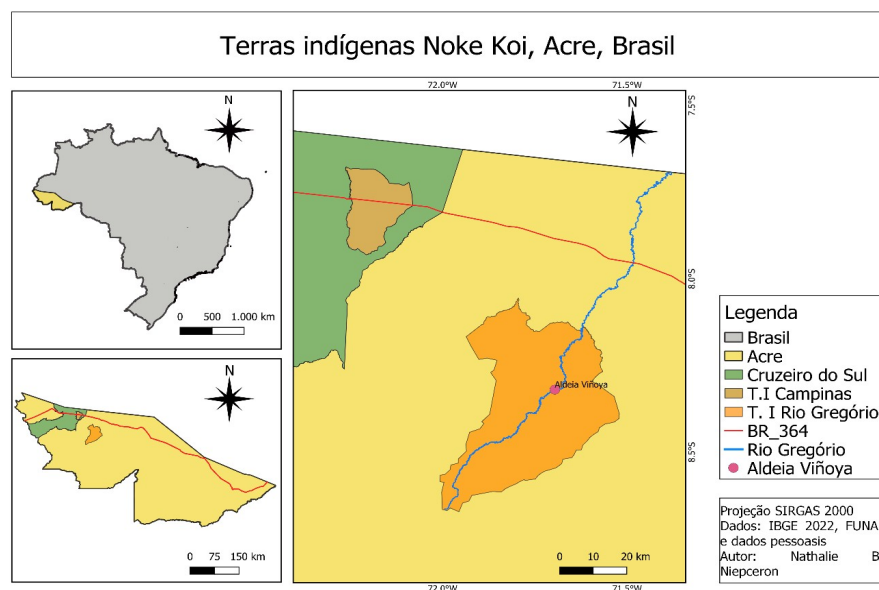 Terras indígenas Noke Koi, Acre, Brasil
N
0 500 1.000 km
N
0 75 150 km
72.0°W 71.5°W
N
7.5°S
8.0°S
8.5°S
Aldeia Viñoya
0 10 20 km
72.0°W 71.5°W
Legenda
Brasil
Acre
Cruzeiro do Sul
T.I Campinas
T. I Rio Gregório
BR_364
Rio Gregório
Aldeia Viñoya
Projeção SIRGAS 2000
Dados: IBGE 2022, FUNA
e dados pessoasis
Autor: Nathalie B
Niepceron